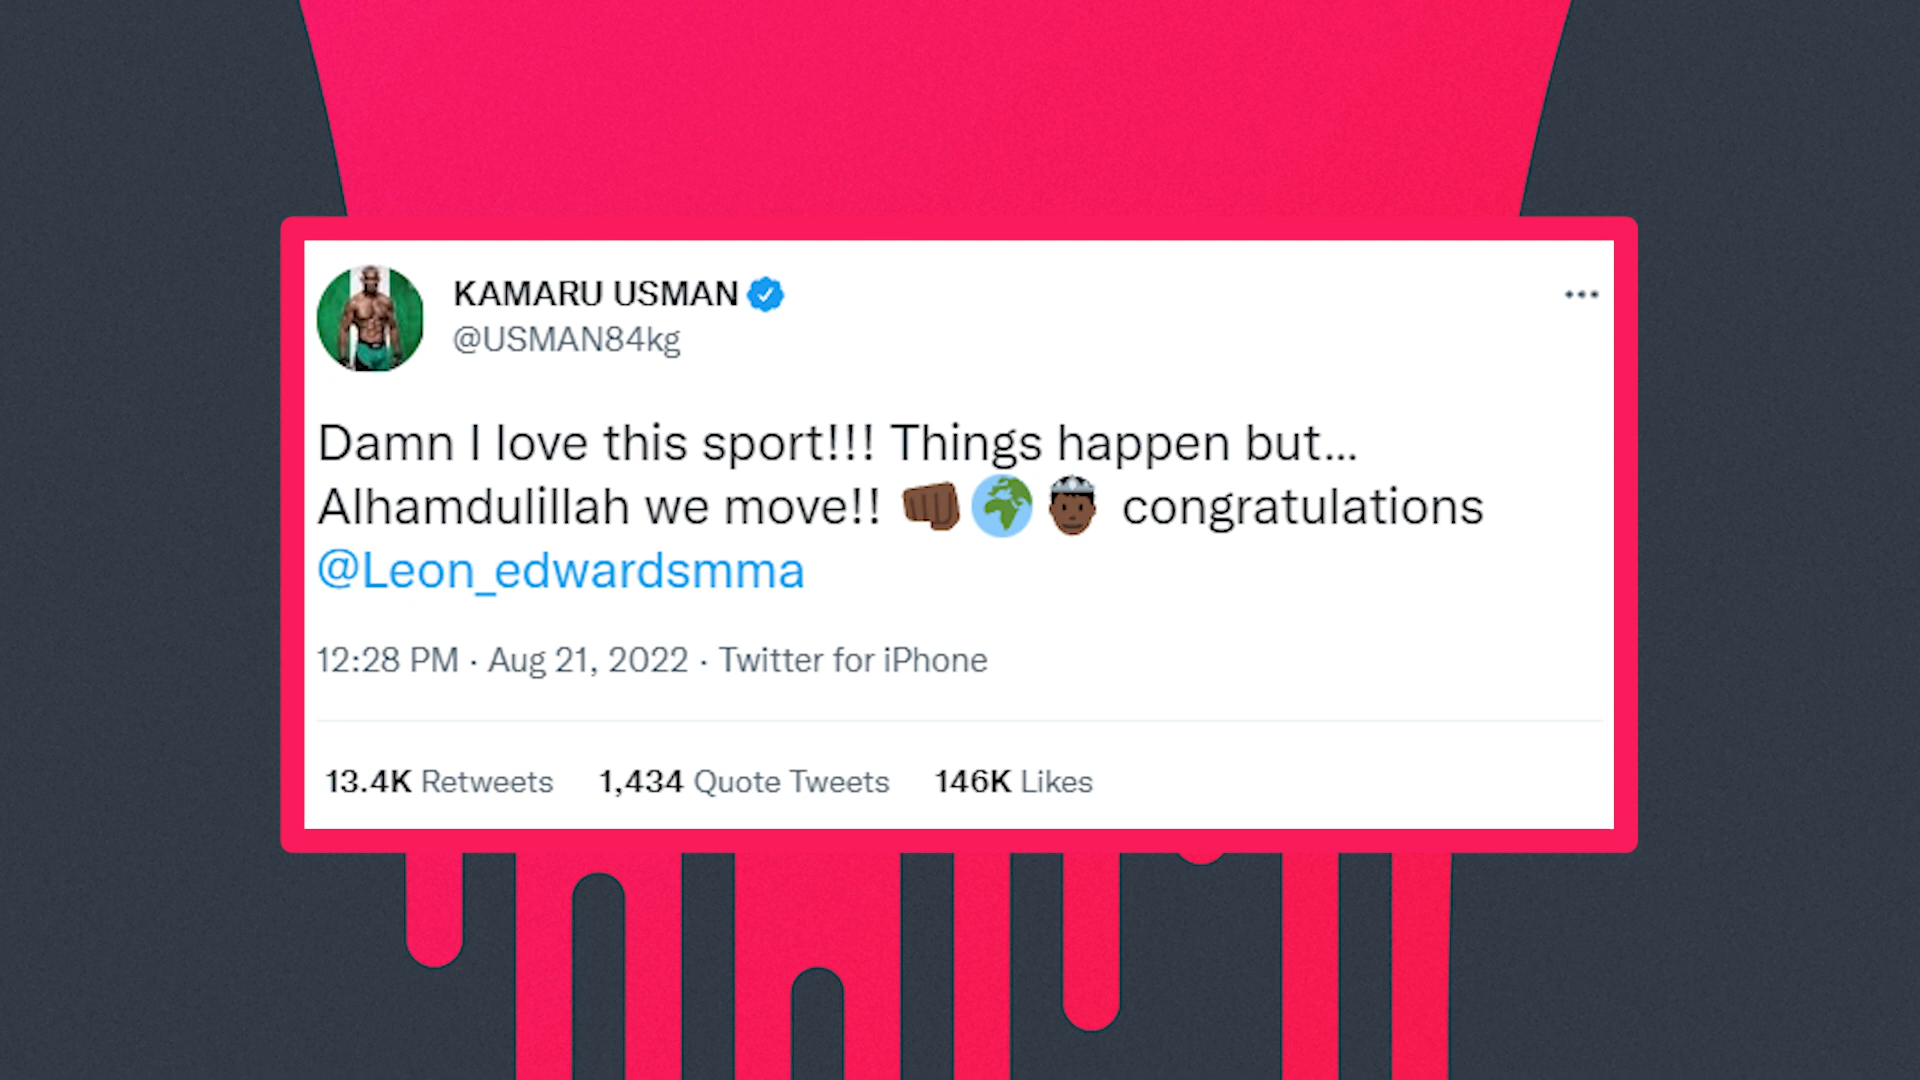 KAMARU USMAN
@USMAN84kg
Damn I love this sport!!! Things happen but...
Alhamdulillah we move!! 👊🏿🌍🤴🏿 congratulations
@Leon_edwardsmma
12:28 PM · Aug 21, 2022 · Twitter for iPhone
13.4K Retweets 1,434 Quote Tweets 146K Likes